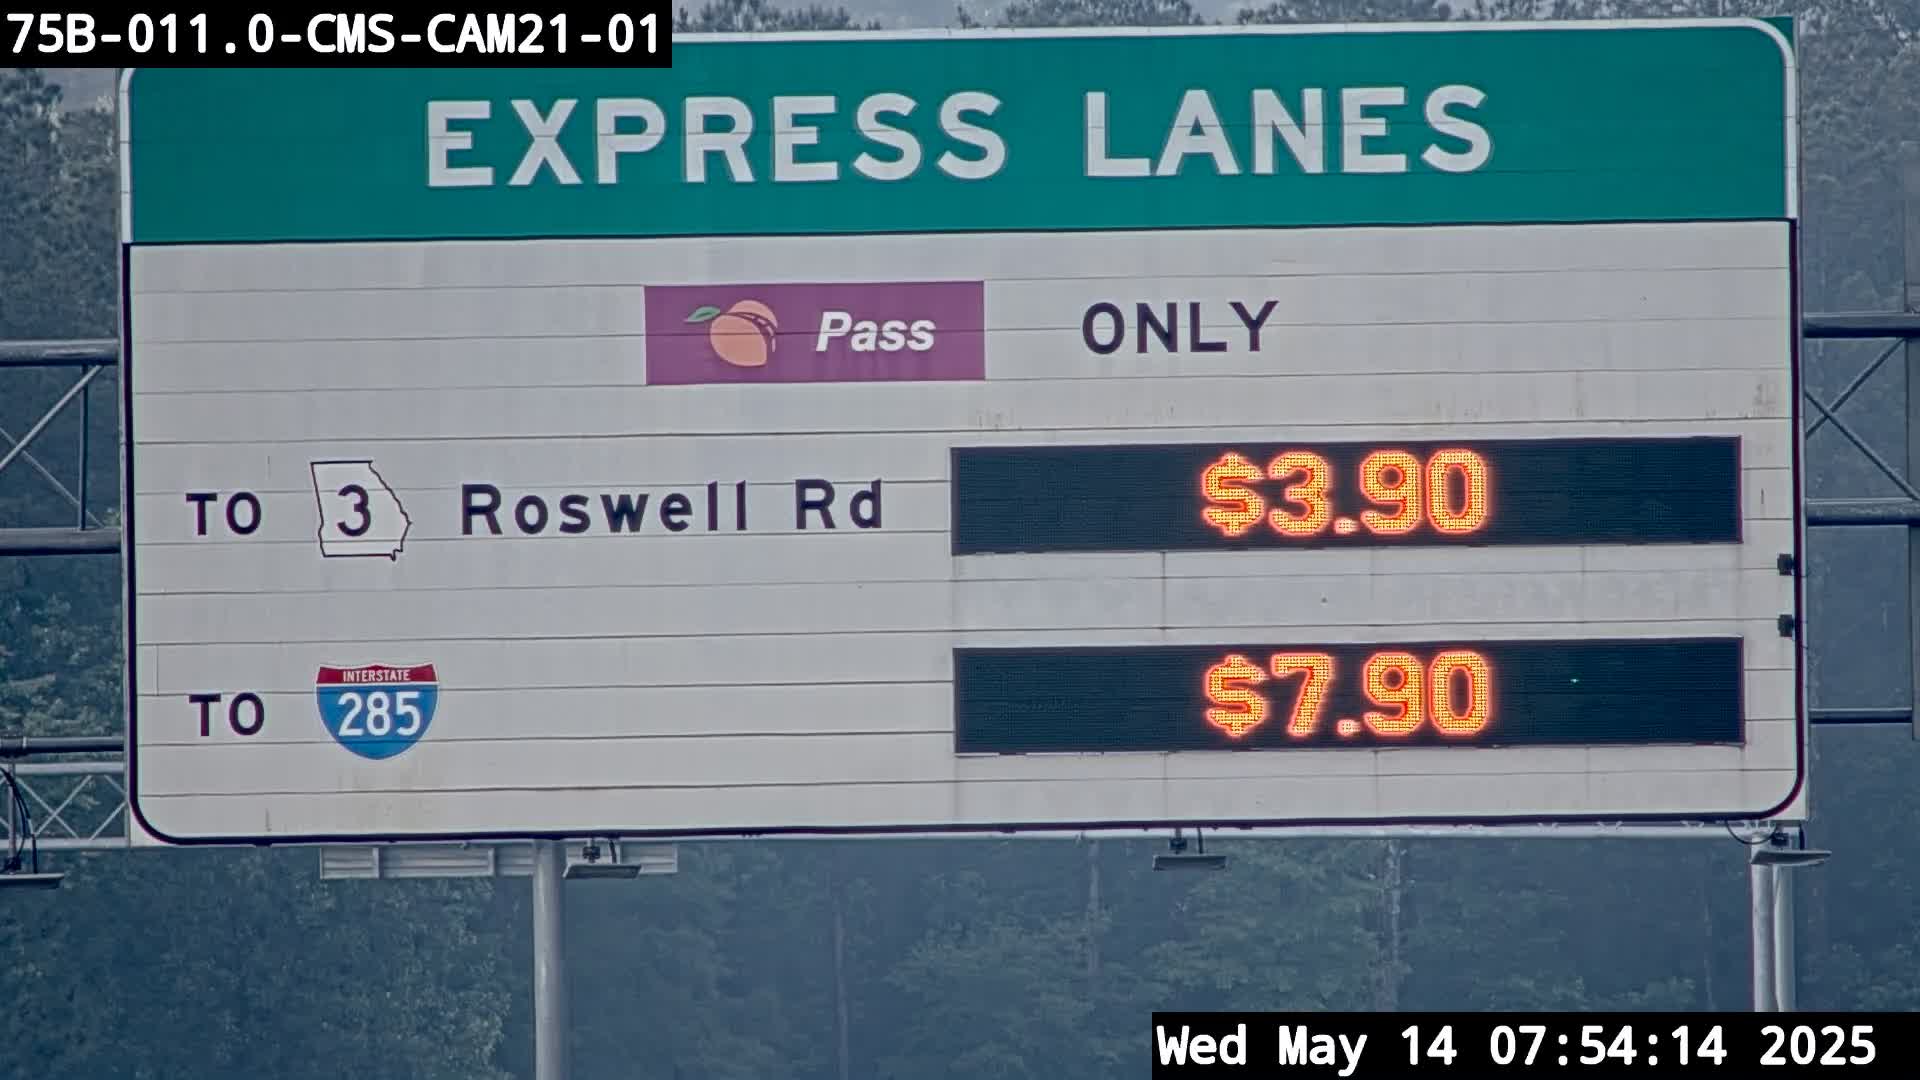 75B-011.0-CMS-CAM21-01
EXPRESS LANES
Pass ONLY
TO 3 Roswell Rd $3.90
TO INTERSTATE 285 $7.90
Wed May 14 07:54:14 2025